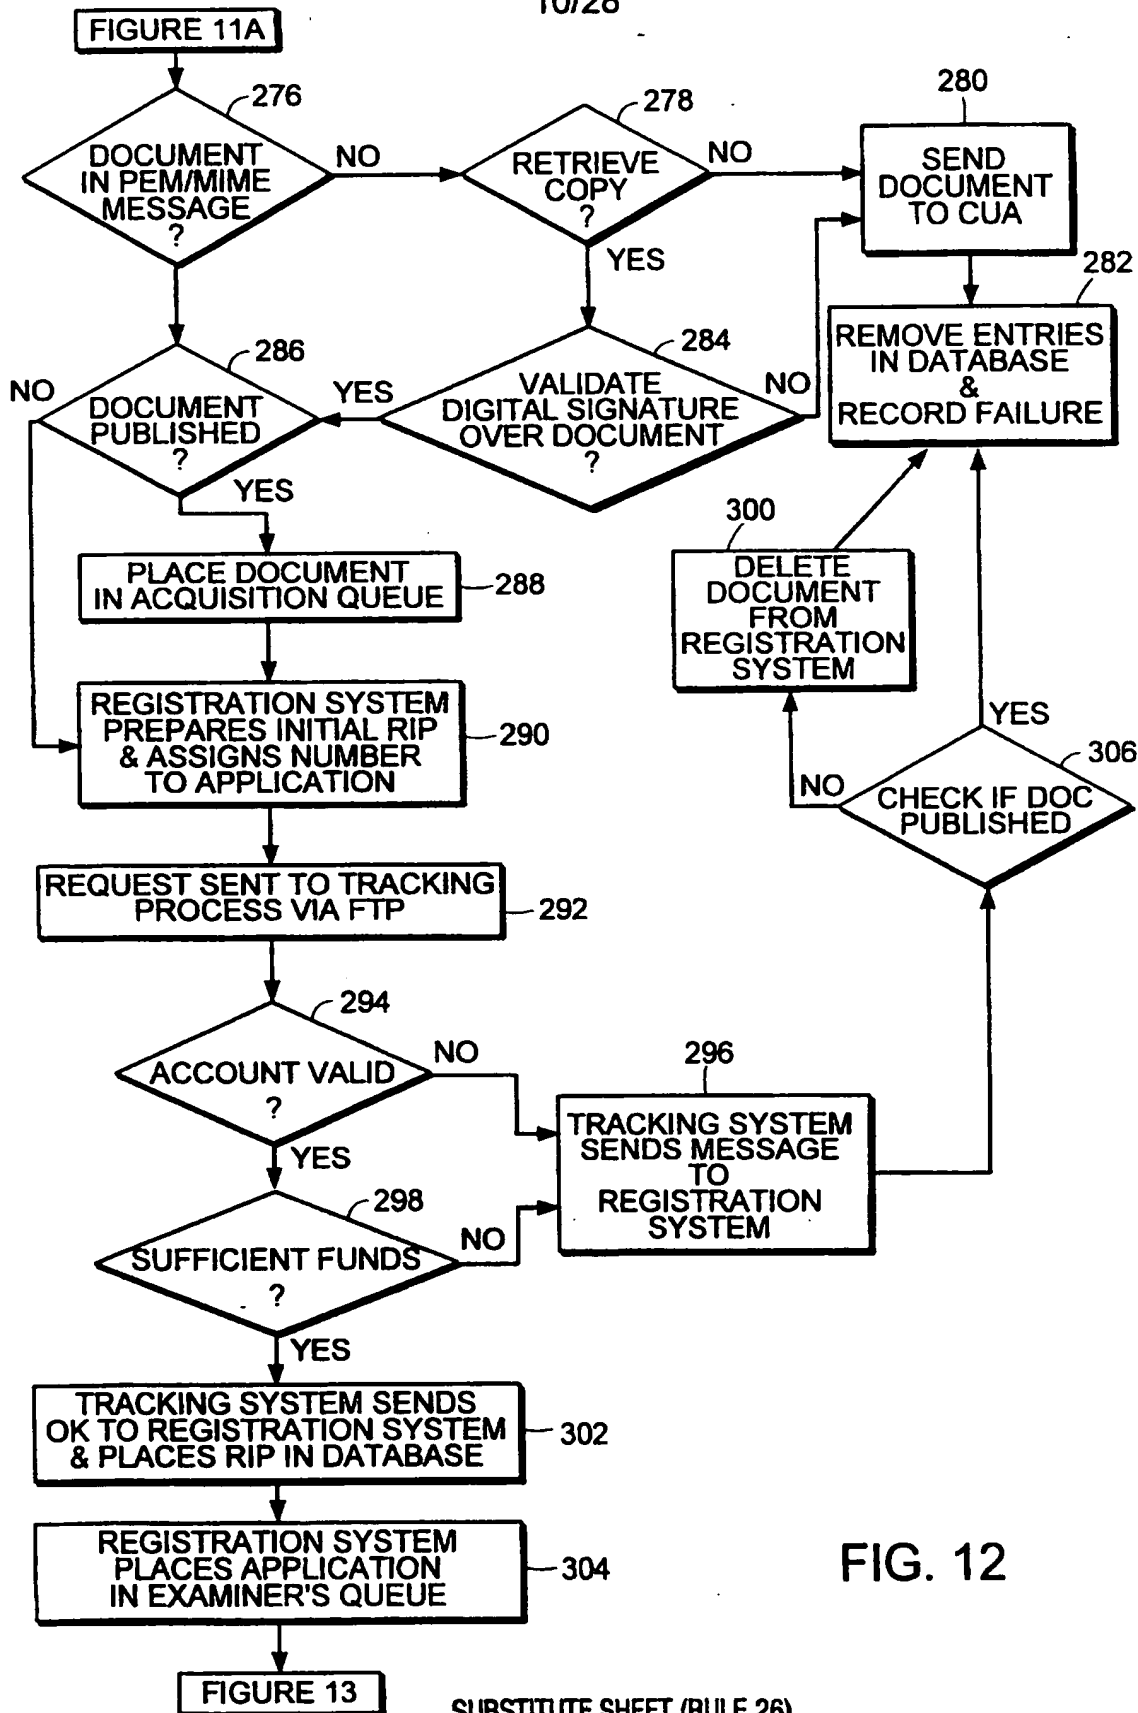 10/28
FIGURE 11A
276
DOCUMENT
IN PEM/MIME
MESSAGE
?
NO
278
RETRIEVE
COPY
?
NO
YES
280
SEND
DOCUMENT
TO CUA
282
REMOVE ENTRIES
IN DATABASE
&
RECORD FAILURE
284
VALIDATE
DIGITAL SIGNATURE
OVER DOCUMENT
?
NO
YES
286
DOCUMENT
PUBLISHED
?
NO
YES
PLACE DOCUMENT
IN ACQUISITION QUEUE
288
300
DELETE
DOCUMENT
FROM
REGISTRATION
SYSTEM
REGISTRATION SYSTEM
PREPARES INITIAL RIP
& ASSIGNS NUMBER
TO APPLICATION
290
YES
306
NO
CHECK IF DOC
PUBLISHED
REQUEST SENT TO TRACKING
PROCESS VIA FTP
292
294
ACCOUNT VALID
?
NO
YES
296
TRACKING SYSTEM
SENDS MESSAGE
TO
REGISTRATION
SYSTEM
298
SUFFICIENT FUNDS
?
NO
YES
TRACKING SYSTEM SENDS
OK TO REGISTRATION SYSTEM
& PLACES RIP IN DATABASE
302
REGISTRATION SYSTEM
PLACES APPLICATION
IN EXAMINER'S QUEUE
304
FIG. 12
FIGURE 13
SUBSTITUTE SHEET (RULE 26)